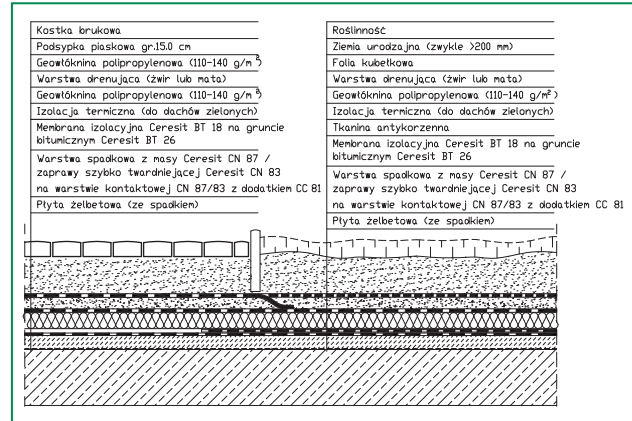 Kostka brukowa
Podsypka piaskowa gr.15.0 cm
Geowłóknina polipropylenowa (110-140 g/m²)
Warstwa drenująca (żwir lub mata)
Geowłóknina polipropylenowa (110-140 g/m²)
Izolacja termiczna (do dachów zielonych)
Membrana izolacyjna Ceresit BT 18 na gruncie
bitumicznym Ceresit BT 26
Warstwa spadkowa z masy Ceresit CN 87 /
zaprawy szybko twardniejącej Ceresit CN 83
na warstwie kontaktowej CN 87/83 z dodatkiem CC 81
Płyta żelbetowa (ze spadkiem)
Roślinność
Ziemia urodzajna (zwykle >200 mm)
Folia kubełkowa
Warstwa drenująca (żwir lub mata)
Geowłóknina polipropylenowa (110-140 g/m²)
Izolacja termiczna (do dachów zielonych)
Tkanina antykorzenna
Membrana izolacyjna Ceresit BT 18 na gruncie
bitumicznym Ceresit BT 26
Warstwa spadkowa z masy Ceresit CN 87 /
zaprawy szybko twardniejącej Ceresit CN 83
na warstwie kontaktowej CN 87/83 z dodatkiem CC 81
Płyta żelbetowa (ze spadkiem)